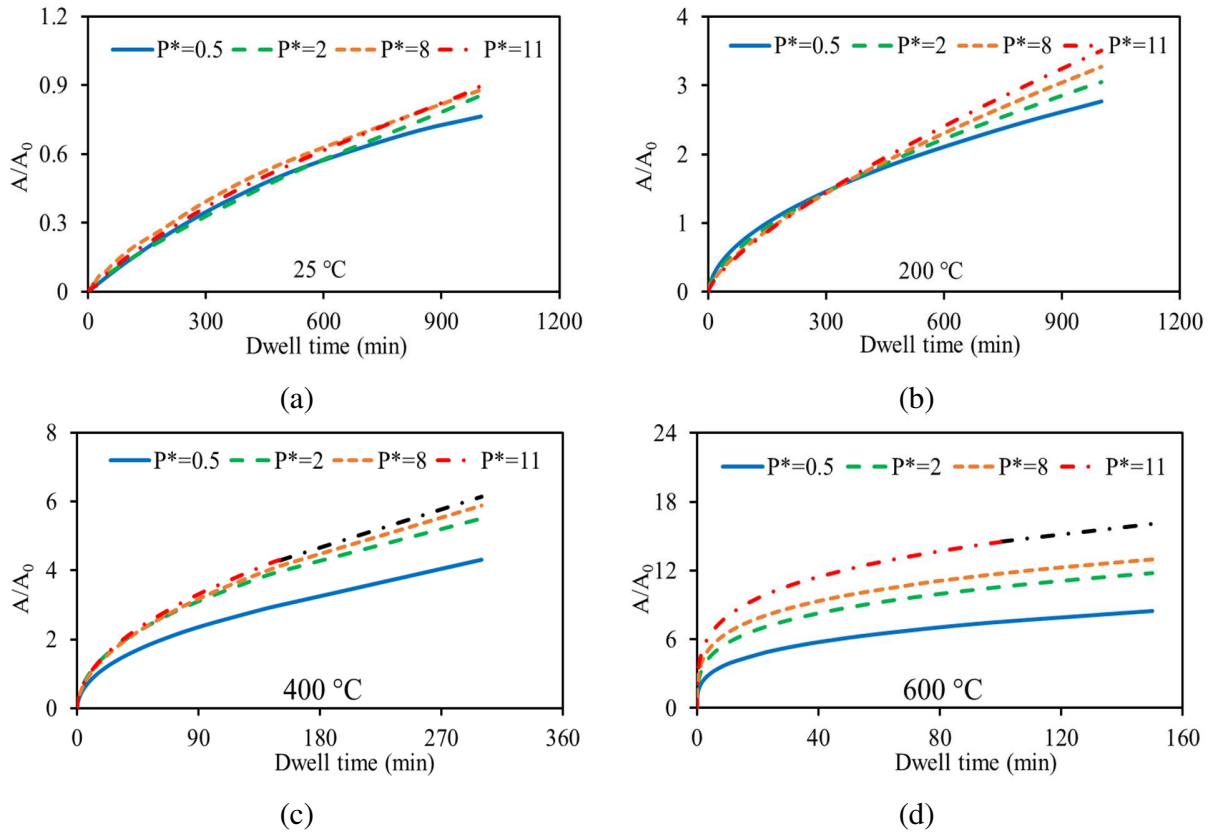 (a)
1.2
0.9
0.6
0.3
0
A/A₀
P*=0.5 P*=2 P*=8 P*=11
25 °C
0 300 600 900 1200
Dwell time (min)
(b)
4
3
2
1
0
A/A₀
P*=0.5 P*=2 P*=8 P*=11
200 °C
0 300 600 900 1200
Dwell time (min)
(c)
8
6
4
2
0
A/A₀
P*=0.5 P*=2 P*=8 P*=11
400 °C
0 90 180 270 360
Dwell time (min)
(d)
24
18
12
6
0
A/A₀
P*=0.5 P*=2 P*=8 P*=11
600 °C
0 40 80 120 160
Dwell time (min)